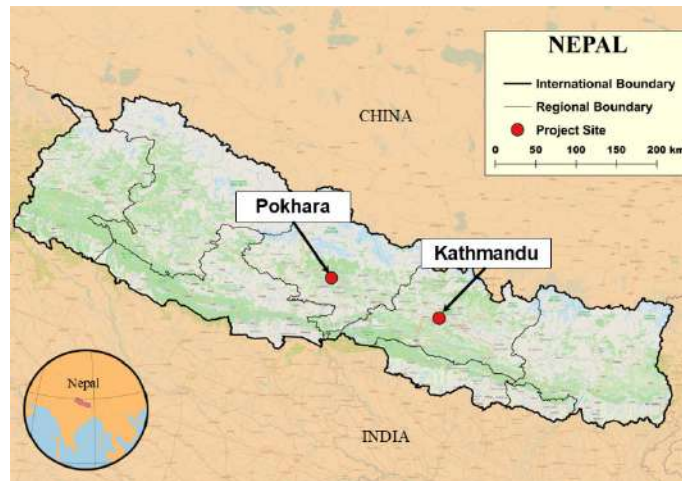 NEPAL
International Boundary
Regional Boundary
Project Site
0 50 100 150 200 km
CHINA
Pokhara
Kathmandu
Nepal
INDIA